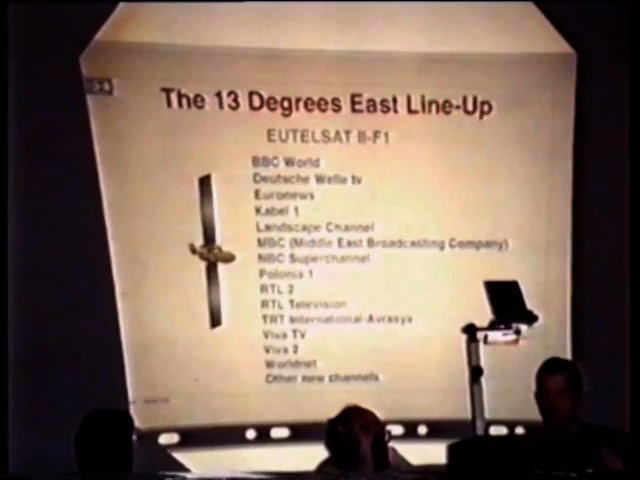 The 13 Degrees East Line-Up
EUTELSAT II-F1
BBC World
Deutsche Welle tv
Euronews
Kabel 1
Landscape Channel
MBC (Middle East Broadcasting Company)
NBC Superchannel
Polonia 1
RTL 2
RTL Television
TRT International-Avrasya
Viva TV
Viva 2
Worldnet
Other new channels